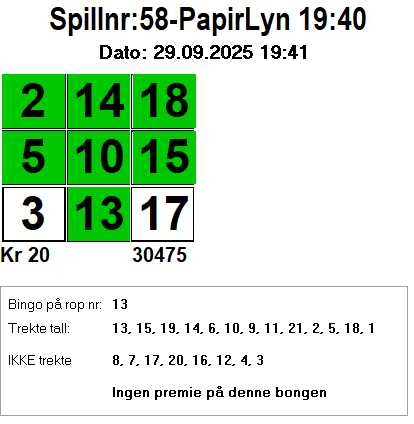 Spillnr:58-PapirLyn 19:40
Dato: 29.09.2025 19:41
2 14 18
5 10 15
3 13 17
Kr 20 30475
Bingo på rop nr: 13
Trekte tall: 13, 15, 19, 14, 6, 10, 9, 11, 21, 2, 5, 18, 1
IKKE trekte 8, 7, 17, 20, 16, 12, 4, 3
Ingen premie på denne bongen